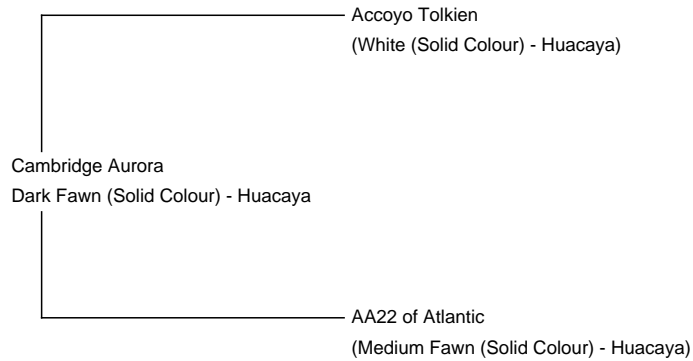 Accoyo Tolkien
(White (Solid Colour) - Huacaya)
Cambridge Aurora
Dark Fawn (Solid Colour) - Huacaya
AA22 of Atlantic
(Medium Fawn (Solid Colour) - Huacaya)